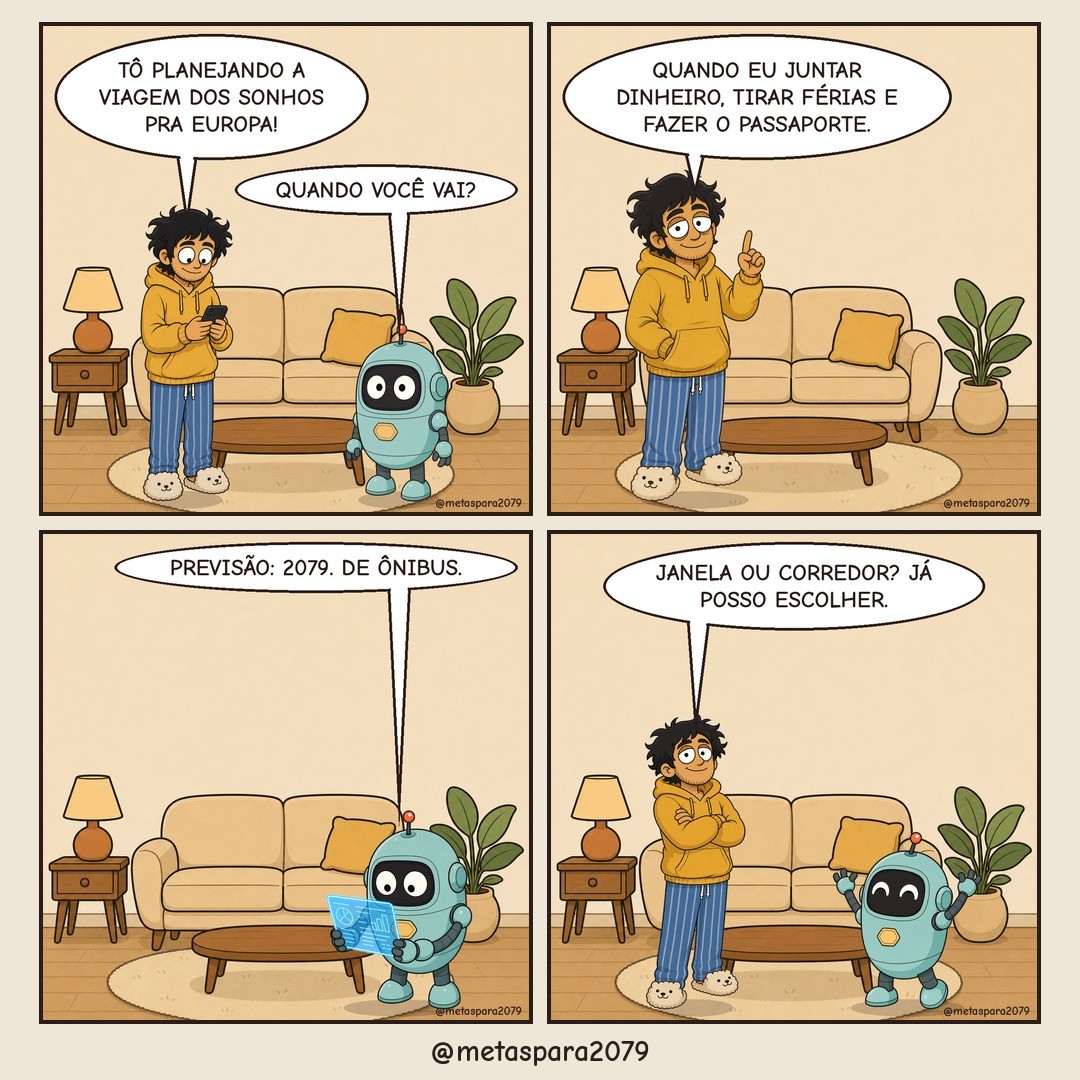 TÔ PLANEJANDO A
VIAGEM DOS SONHOS
PRA EUROPA!
QUANDO VOCÊ VAI?
@metaspara2079
QUANDO EU JUNTAR
DINHEIRO, TIRAR FÉRIAS E
FAZER O PASSAPORTE.
@metaspara2079
PREVISÃO: 2079. DE ÔNIBUS.
@metaspara2079
JANELA OU CORREDOR? JÁ
POSSO ESCOLHER.
@metaspara2079
@metaspara2079